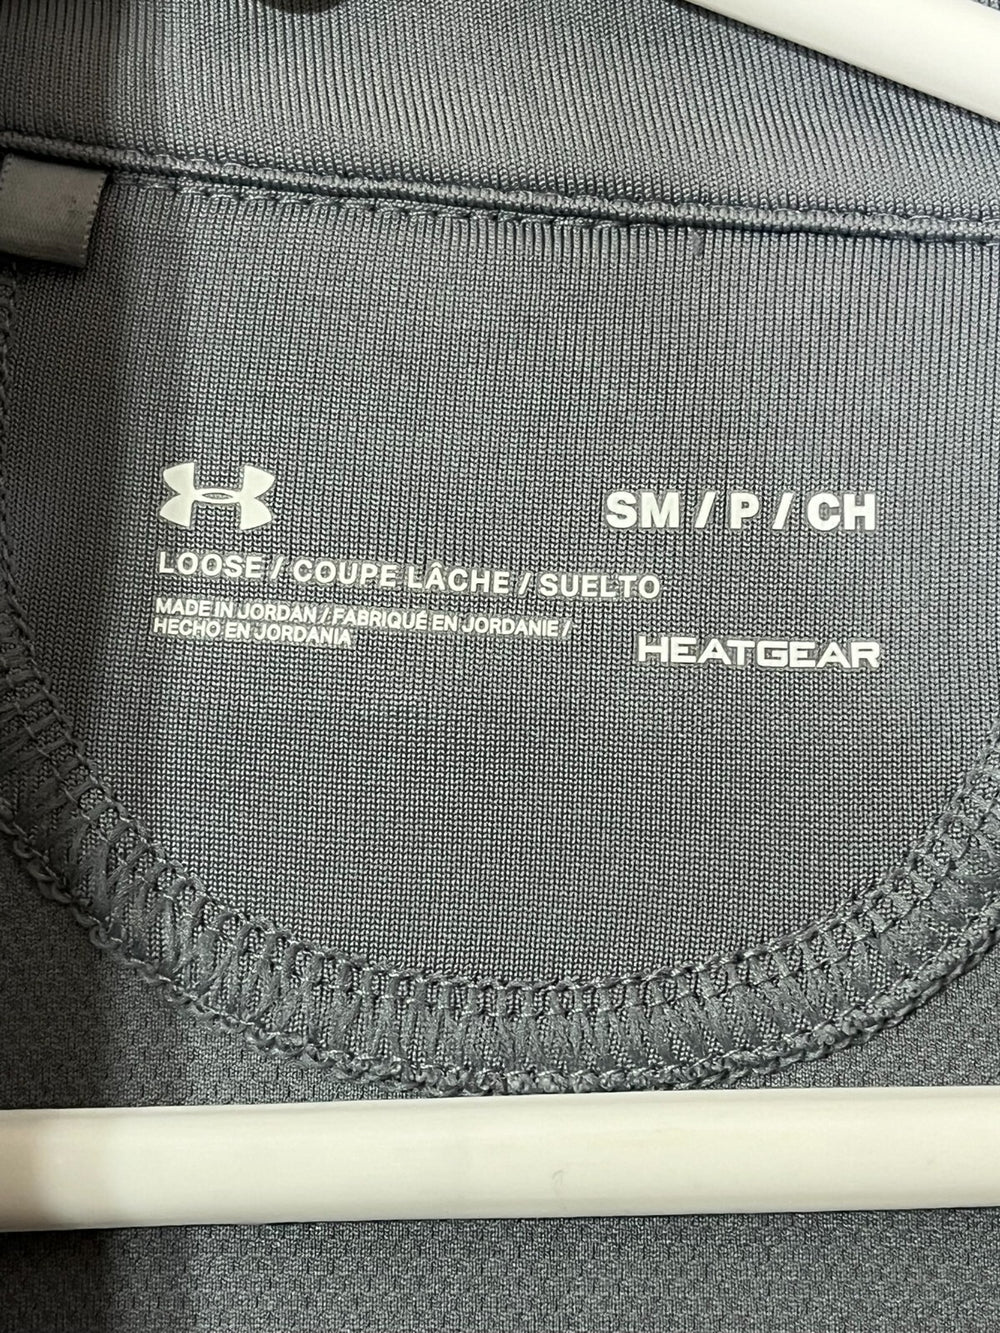 SM / P / CH
LOOSE / COUPE LÂCHE / SUELTO
MADE IN JORDAN / FABRIQUÉ EN JORDANIE /
HECHO EN JORDANIA
HEATGEAR